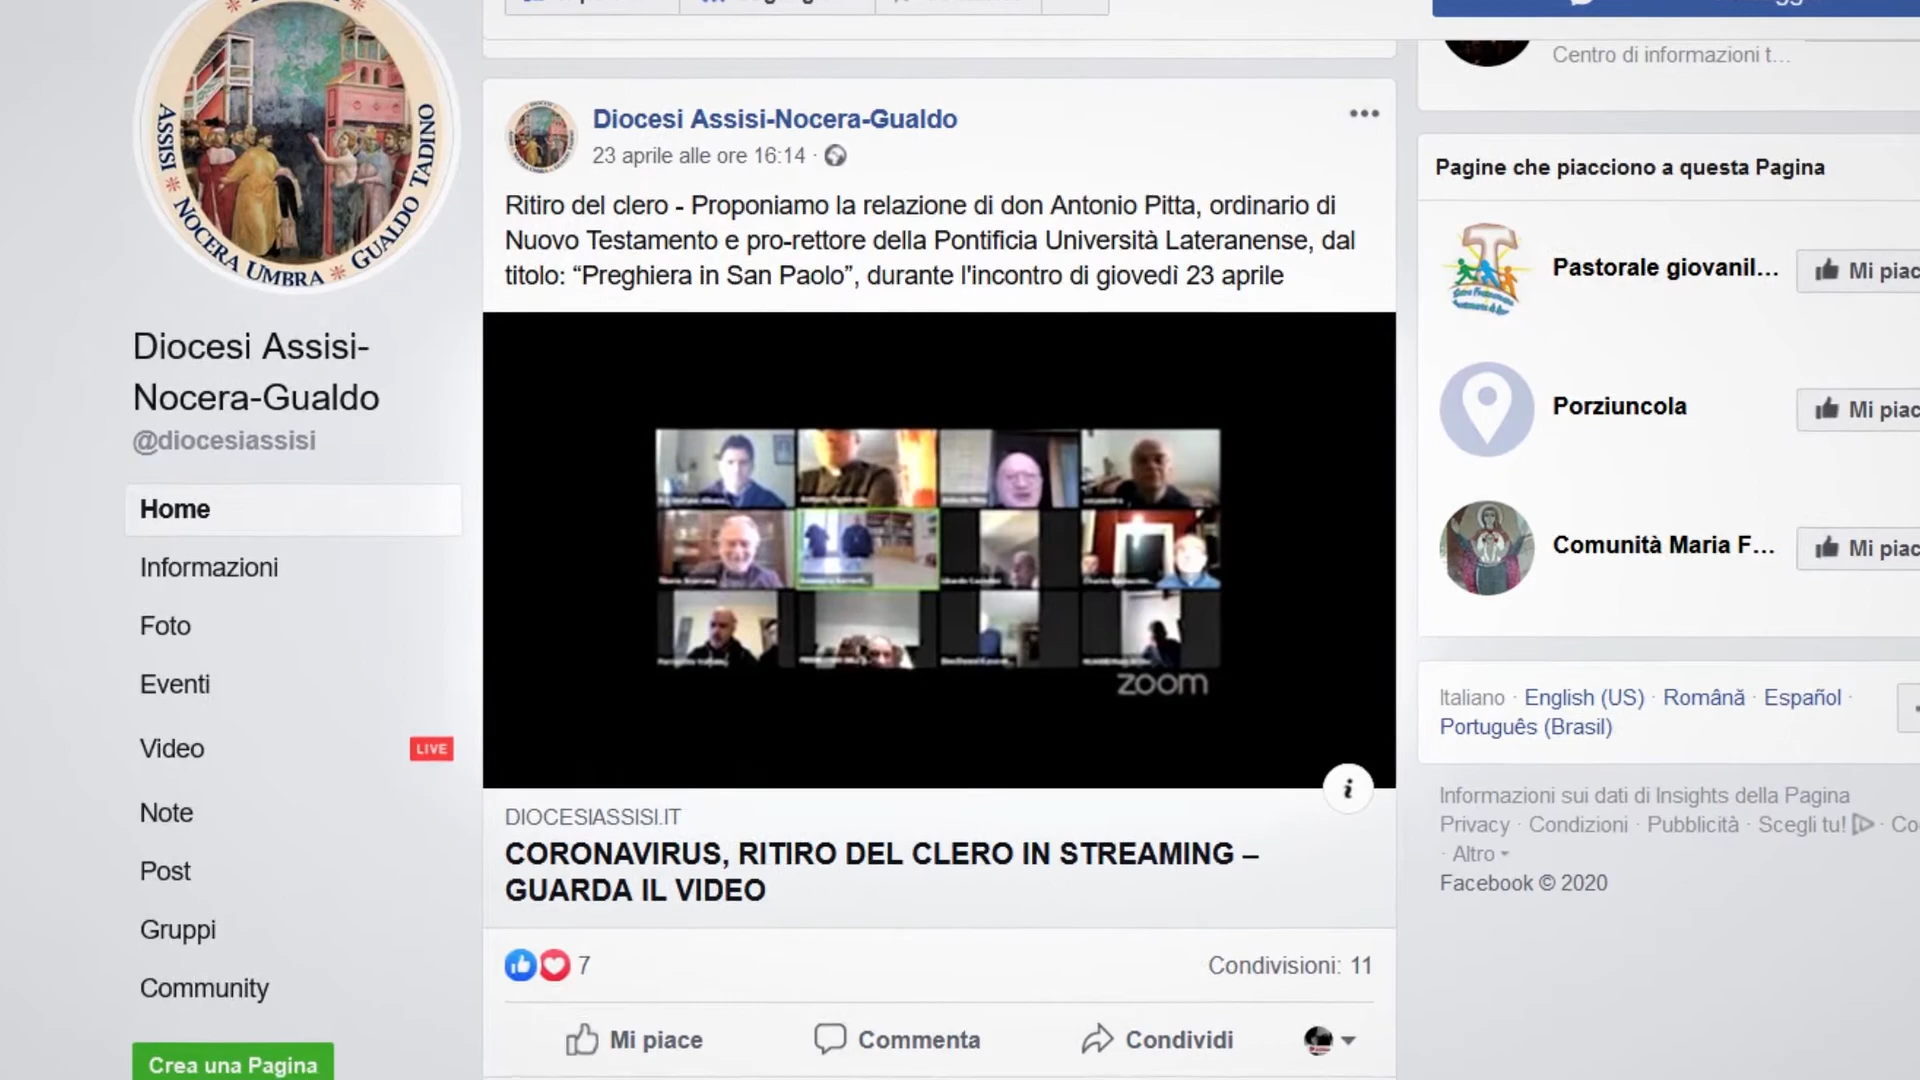 ASSISI * NOCERA UMBRA * GUALDO TADINO
Diocesi Assisi-
Nocera-Gualdo
@diocesiassisi
Home
Informazioni
Foto
Eventi
Video
LIVE
Note
Post
Gruppi
Community
Crea una Pagina
Diocesi Assisi-Nocera-Gualdo
23 aprile alle ore 16:14 ·
Ritiro del clero - Proponiamo la relazione di don Antonio Pitta, ordinario di
Nuovo Testamento e pro-rettore della Pontificia Università Lateranense, dal
titolo: “Preghiera in San Paolo”, durante l'incontro di giovedì 23 aprile
zoom
DIOCESIASSISI.IT
CORONAVIRUS, RITIRO DEL CLERO IN STREAMING –
GUARDA IL VIDEO
7
Condivisioni: 11
Mi piace
Commenta
Condividi
Centro di informazioni t...
Pagine che piacciono a questa Pagina
Pastorale giovanil...
Mi piac
Porziuncola
Mi piac
Comunità Maria F...
Mi piac
Italiano · English (US) · Română · Español ·
Português (Brasil)
Informazioni sui dati di Insights della Pagina
Privacy · Condizioni · Pubblicità · Scegli tu! · Co
· Altro
Facebook © 2020